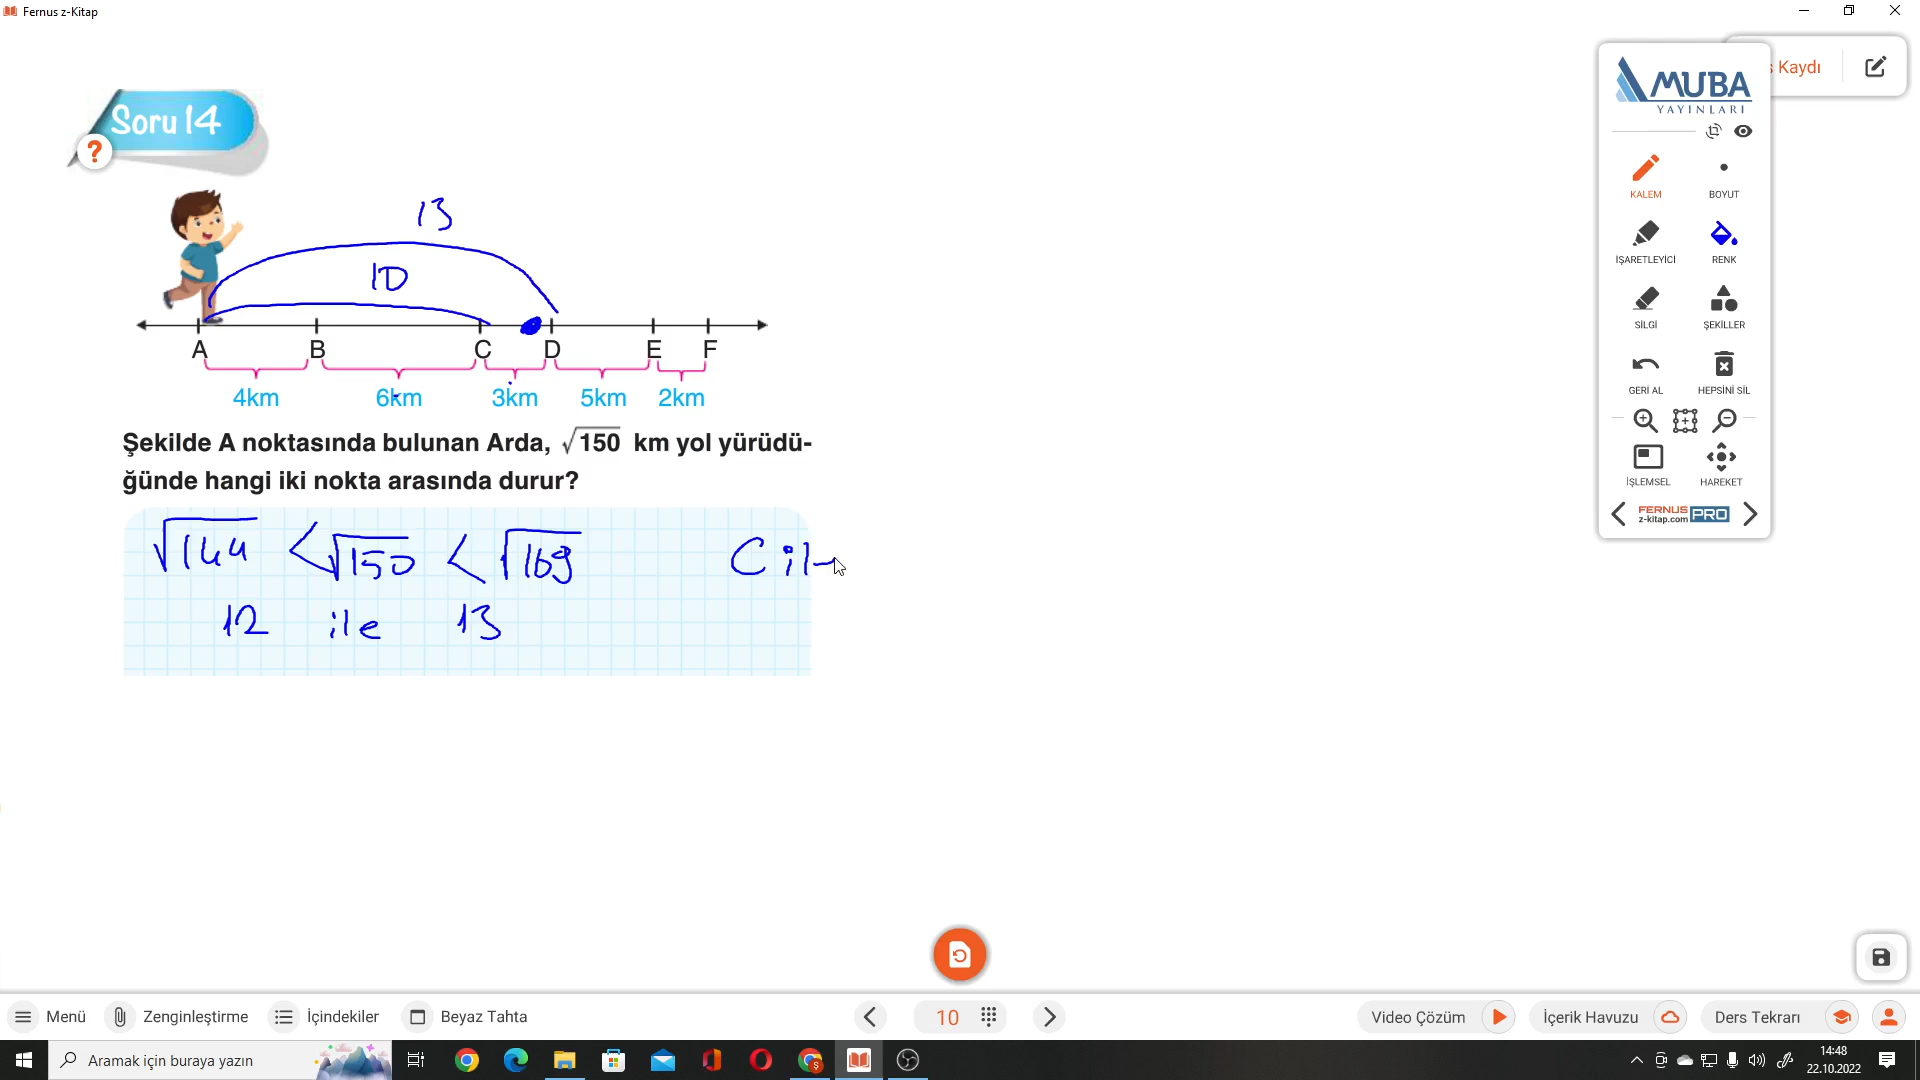 Fernus z-Kitap
Kaydı
MUBA
YAYINLARI
Soru 14
?
KALEM BOYUT
İŞARETLEYİCİ RENK
SİLGİ ŞEKİLLER
GERİ AL HEPSİNİ SİL
İŞLEMSEL HAREKET
FERNUS PRO
z-kitap.com
13
10
A B C D E F
4km 6km 3km 5km 2km
Şekilde A noktasında bulunan Arda, √150 km yol yürüdü-
ğünde hangi iki nokta arasında durur?
√144 < √150 < √169 C il
12 ile 13
Menü Zenginleştirme İçindekiler Beyaz Tahta 10 Video Çözüm İçerik Havuzu Ders Tekrarı
Aramak için buraya yazın
14:48
22.10.2022